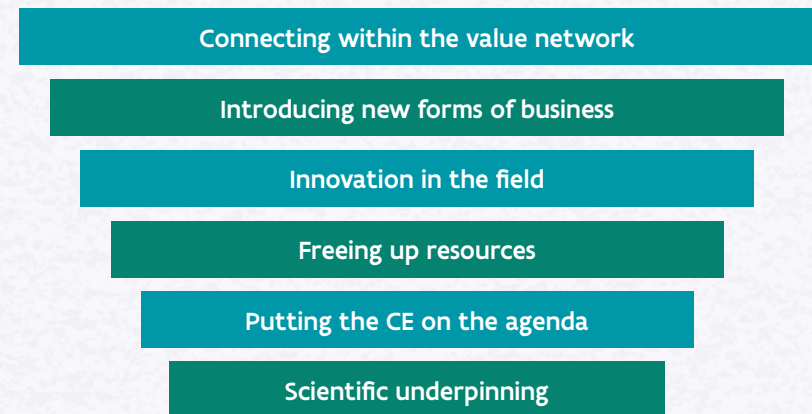 Connecting within the value network
Introducing new forms of business
Innovation in the field
Freeing up resources
Putting the CE on the agenda
Scientific underpinning